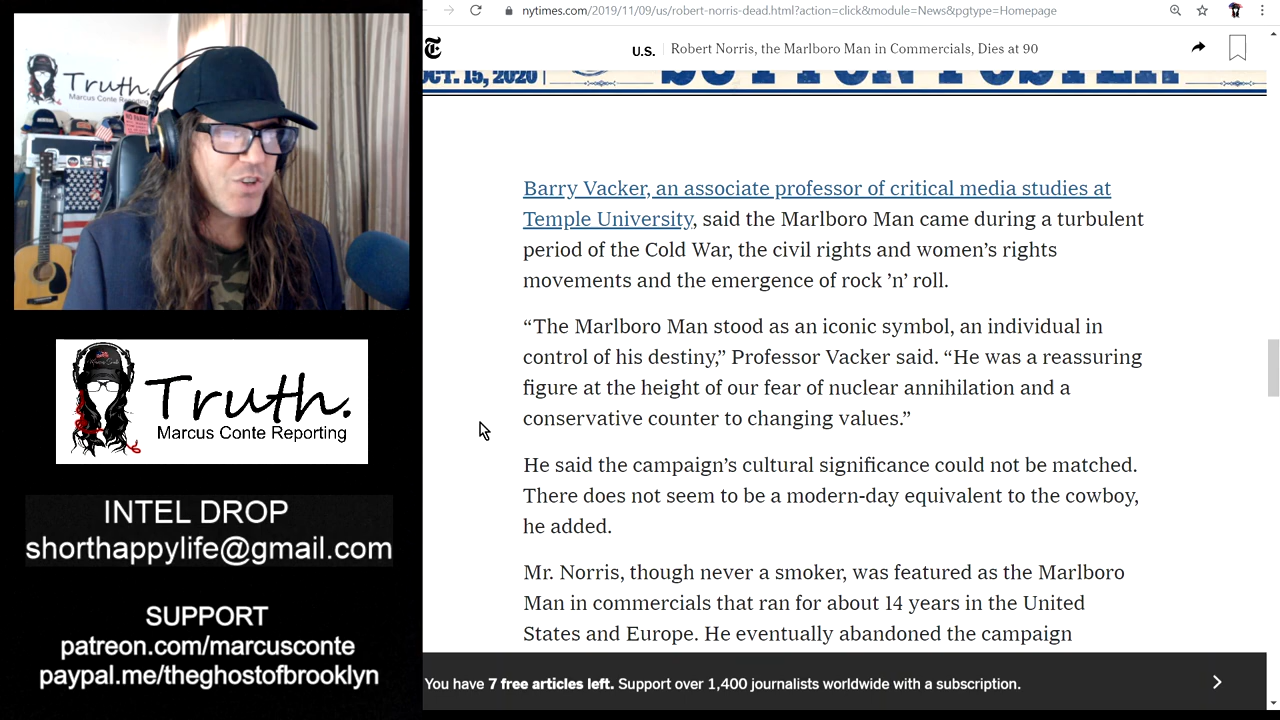 nytimes.com/2019/11/09/us/robert-norris-dead.html?action=click&module=News&pgtype=Homepage
U.S. | Robert Norris, the Marlboro Man in Commercials, Dies at 90
OCT. 15, 2020
SUTTON FOSTER
Truth.
Marcus Conte Reporting
Barry Vacker, an associate professor of critical media studies at
Temple University, said the Marlboro Man came during a turbulent
period of the Cold War, the civil rights and women’s rights
movements and the emergence of rock ’n’ roll.
“The Marlboro Man stood as an iconic symbol, an individual in
control of his destiny,” Professor Vacker said. “He was a reassuring
figure at the height of our fear of nuclear annihilation and a
conservative counter to changing values.”
He said the campaign’s cultural significance could not be matched.
There does not seem to be a modern-day equivalent to the cowboy,
he added.
Mr. Norris, though never a smoker, was featured as the Marlboro
Man in commercials that ran for about 14 years in the United
States and Europe. He eventually abandoned the campaign
You have 7 free articles left. Support over 1,400 journalists worldwide with a subscription.
Truth.
Marcus Conte Reporting
INTEL DROP
shorthappylife@gmail.com
SUPPORT
patreon.com/marcusconte
paypal.me/theghostofbrooklyn